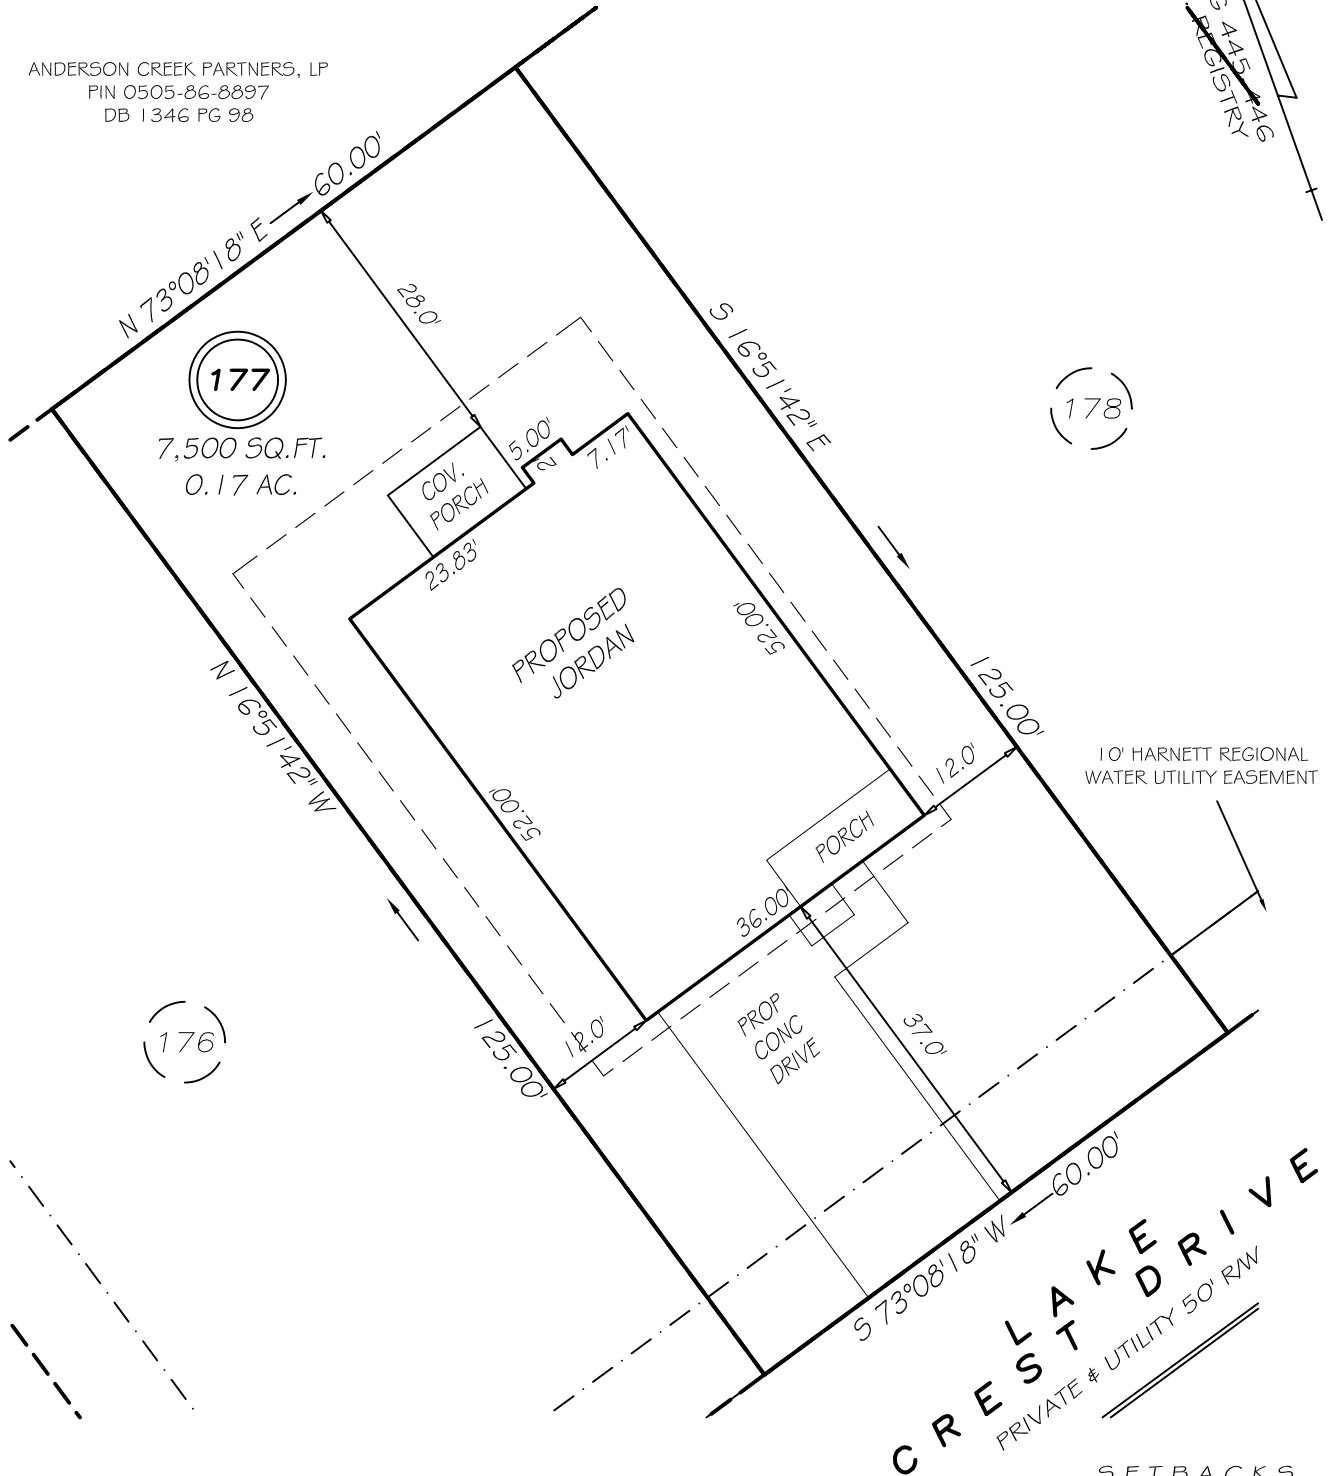 ANDERSON CREEK PARTNERS, LP
PIN 0505-86-8897
DB 1346 PG 98
445-446
REGISTRY
N 73°08'18" E
60.00'
28.0'
177
7,500 SQ.FT.
0.17 AC.
S 16°51'42" E
178
5.00'
2'
7.17'
COV.
PORCH
23.83'
PROPOSED
JORDAN
52.00'
N 16°51'42" W
52.00'
125.00'
12.0'
10' HARNETT REGIONAL
WATER UTILITY EASEMENT
PORCH
36.00'
176
125.00'
12.0'
PROP
CONC
DRIVE
37.0'
S 73°08'18" W
60.00'
LAKE
CREST DRIVE
PRIVATE & UTILITY 50' R/W
SETBACKS